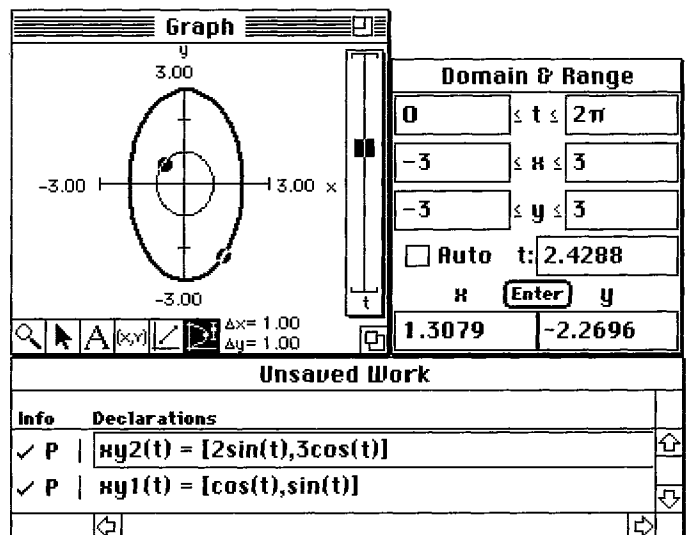 Graph
y
3.00
-3.00
3.00 x
-3.00
t
A (x,y) Δx= 1.00
Δy= 1.00
Domain & Range
0 ≤ t ≤ 2π
-3 ≤ x ≤ 3
-3 ≤ y ≤ 3
Auto t: 2.4288
x Enter y
1.3079 -2.2696
Unsaved Work
Info Declarations
✓ P xy2(t) = [2sin(t),3cos(t)]
✓ P xy1(t) = [cos(t),sin(t)]